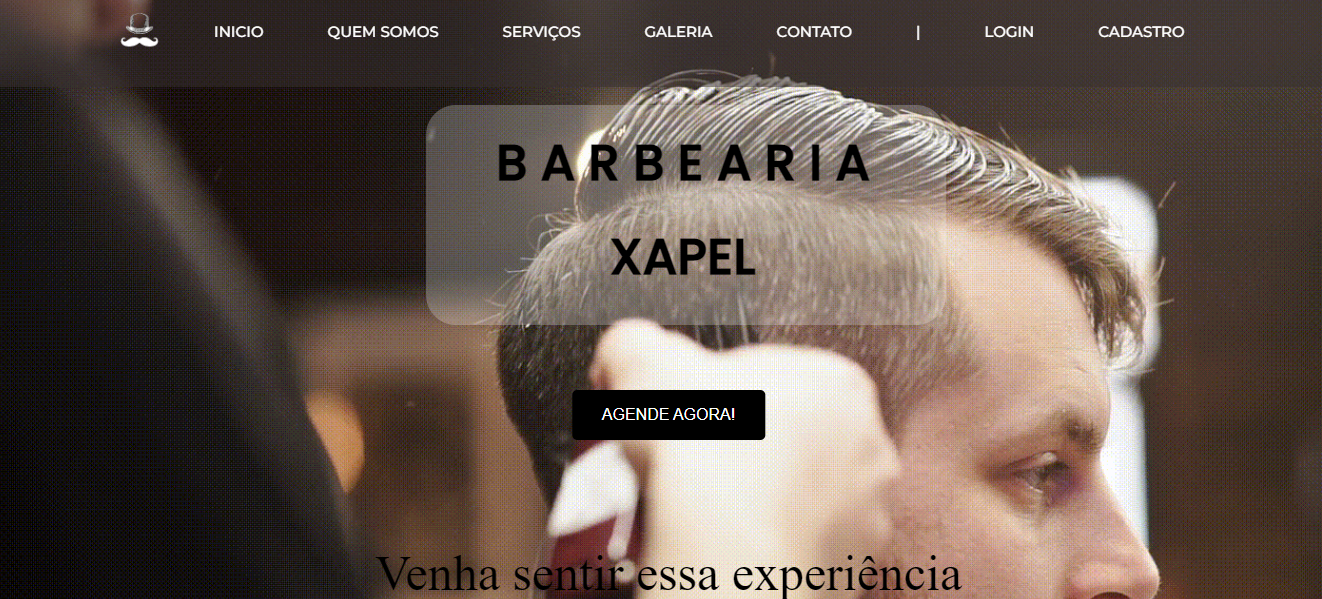 INICIO QUEM SOMOS SERVIÇOS GALERIA CONTATO | LOGIN CADASTRO
BARBEARIA
XAPEL
AGENDE AGORA!
Venha sentir essa experiência